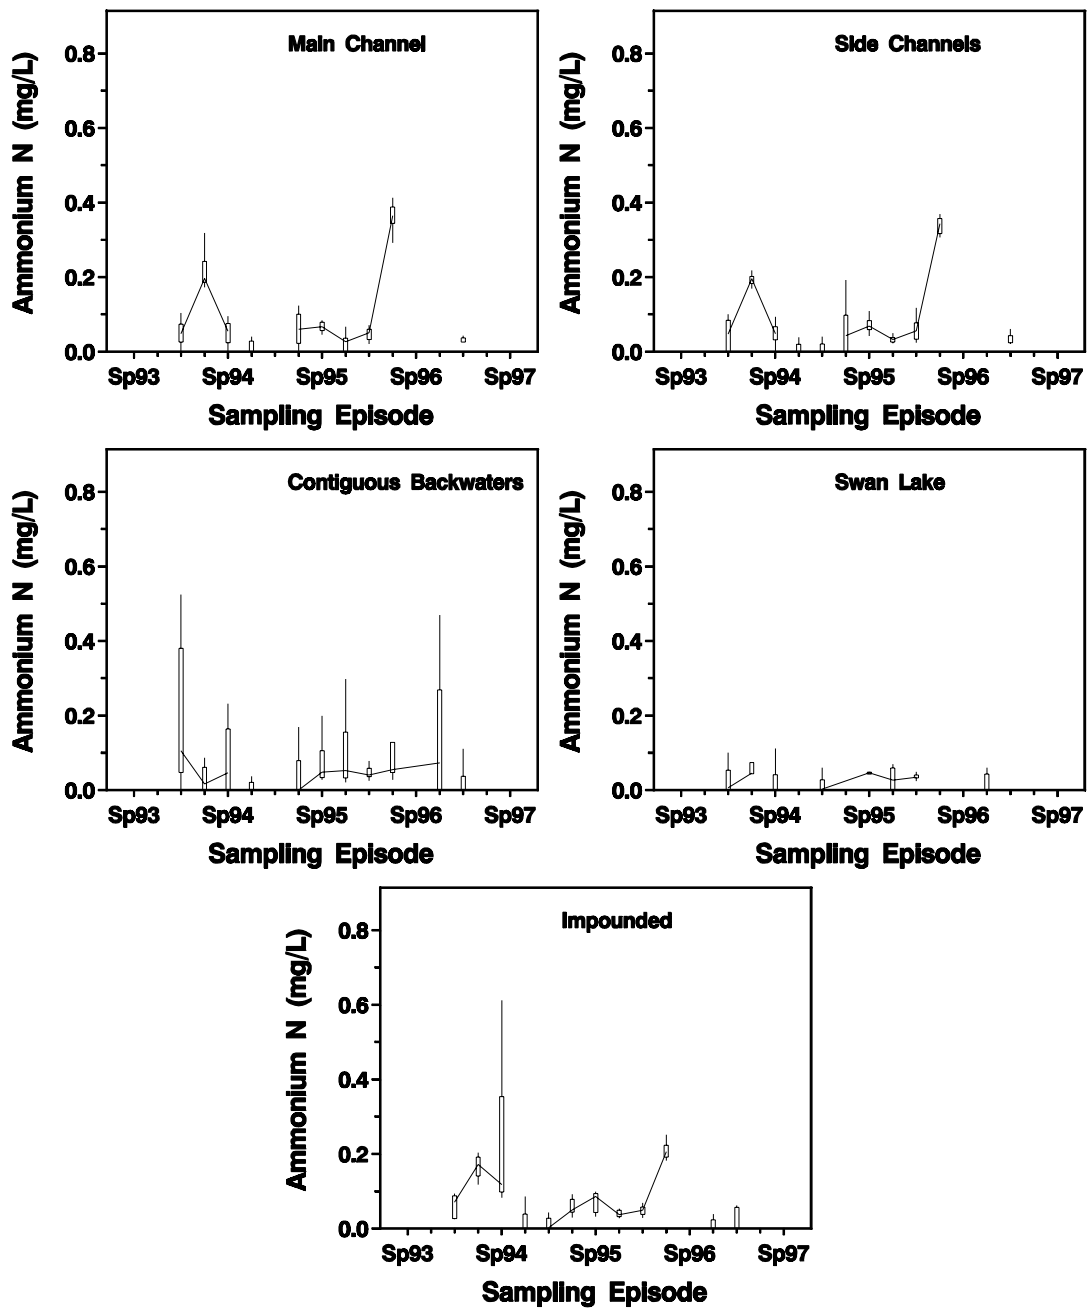 Main Channel
Ammonium N (mg/L)
0.8
0.6
0.4
0.2
0.0
Sp93 Sp94 Sp95 Sp96 Sp97
Sampling Episode
Side Channels
Ammonium N (mg/L)
0.8
0.6
0.4
0.2
0.0
Sp93 Sp94 Sp95 Sp96 Sp97
Sampling Episode
Contiguous Backwaters
Ammonium N (mg/L)
0.8
0.6
0.4
0.2
0.0
Sp93 Sp94 Sp95 Sp96 Sp97
Sampling Episode
Swan Lake
Ammonium N (mg/L)
0.8
0.6
0.4
0.2
0.0
Sp93 Sp94 Sp95 Sp96 Sp97
Sampling Episode
Impounded
Ammonium N (mg/L)
0.8
0.6
0.4
0.2
0.0
Sp93 Sp94 Sp95 Sp96 Sp97
Sampling Episode